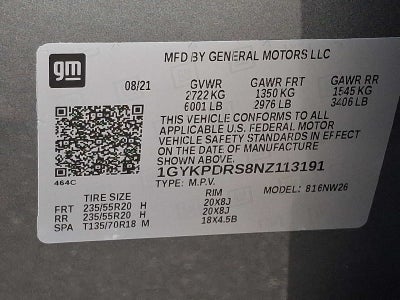 gm
MFD BY GENERAL MOTORS LLC
08/21 GVWR GAWR FRT GAWR RR
2722 KG 1350 KG 1545 KG
6001 LB 2976 LB 3406 LB
THIS VEHICLE CONFORMS TO ALL
APPLICABLE U.S. FEDERAL MOTOR
VEHICLE SAFETY STANDARDS IN EFFECT
ON THE DATE OF MANUFACTURE SHOWN ABOVE.
1GYKPDRS8NZ113191
464C TYPE: M.P.V. MODEL: 816NW26
TIRE SIZE RIM
FRT 235/55R20 H 20X8J
RR 235/55R20 H 20X8J
SPA T135/70R18 M 18X4.5B